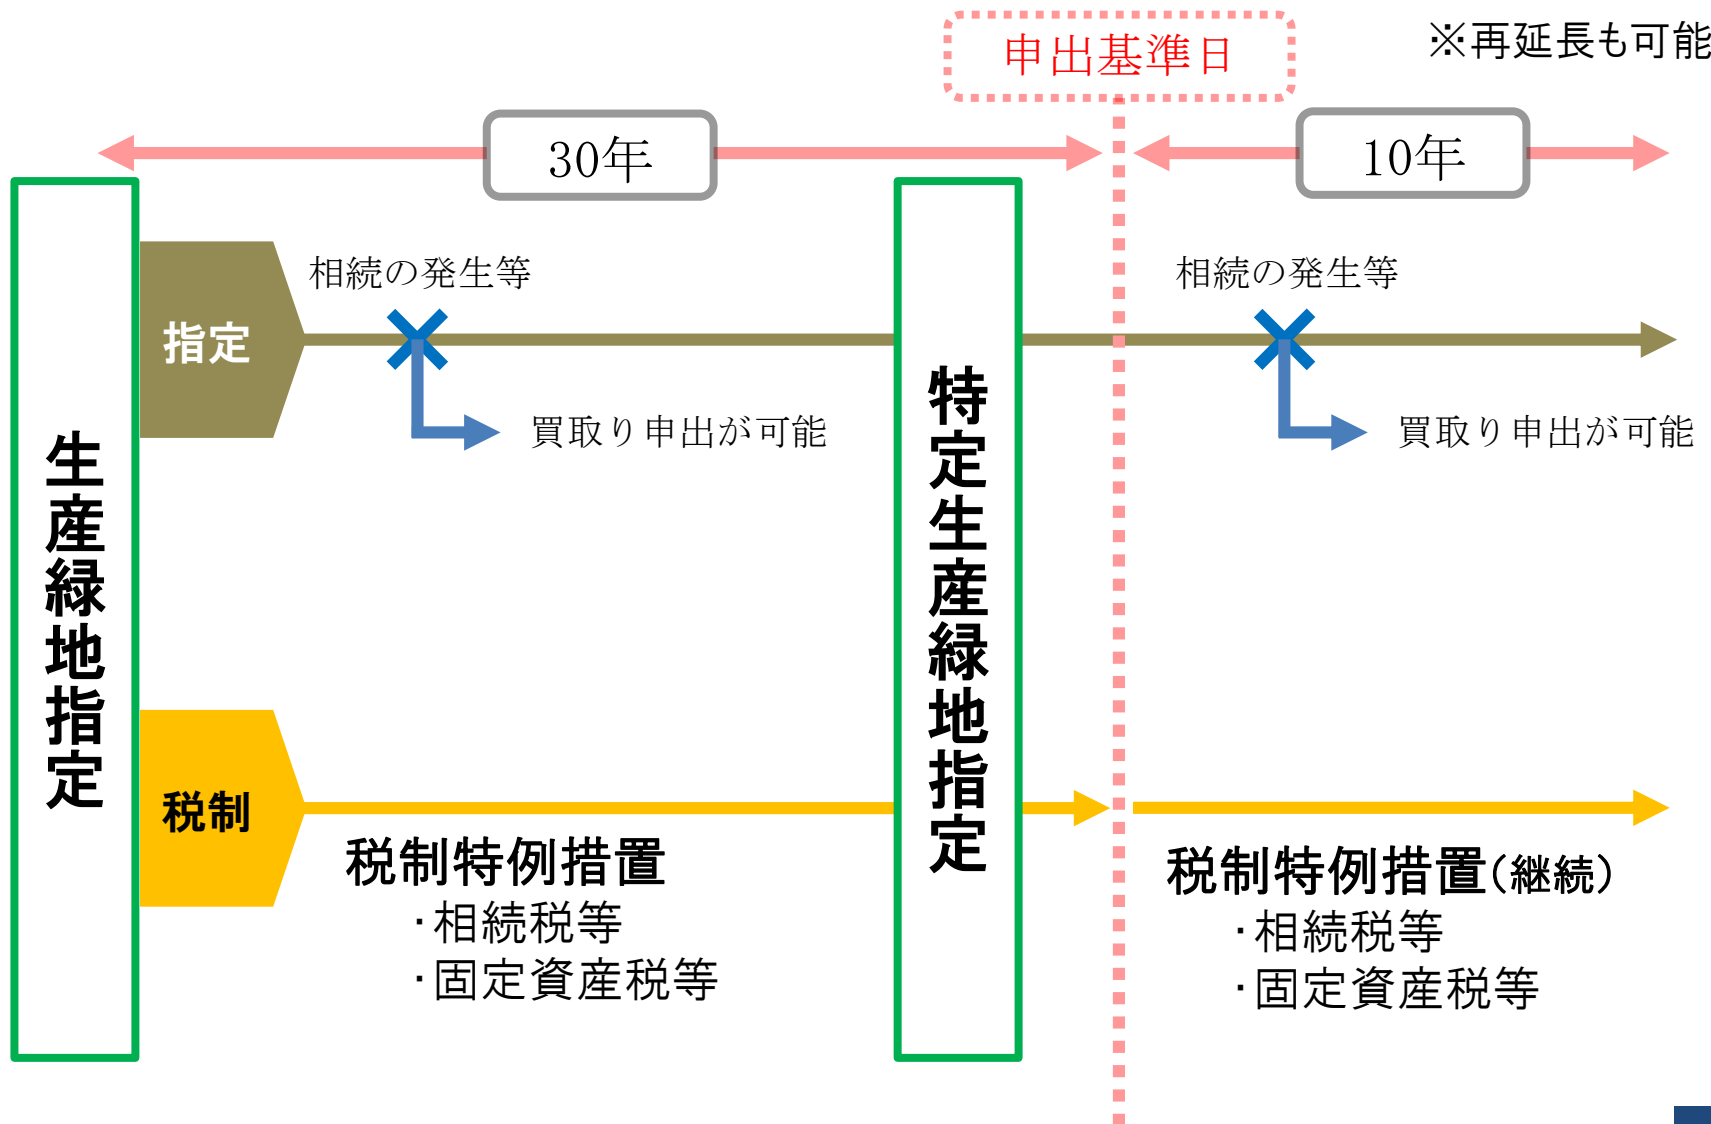 申出基準日
※再延長も可能
30年
10年
生産緑地指定
指定
相続の発生等
買取り申出が可能
特定生産緑地指定
相続の発生等
買取り申出が可能
税制
税制特例措置
・相続税等
・固定資産税等
税制特例措置(継続)
・相続税等
・固定資産税等